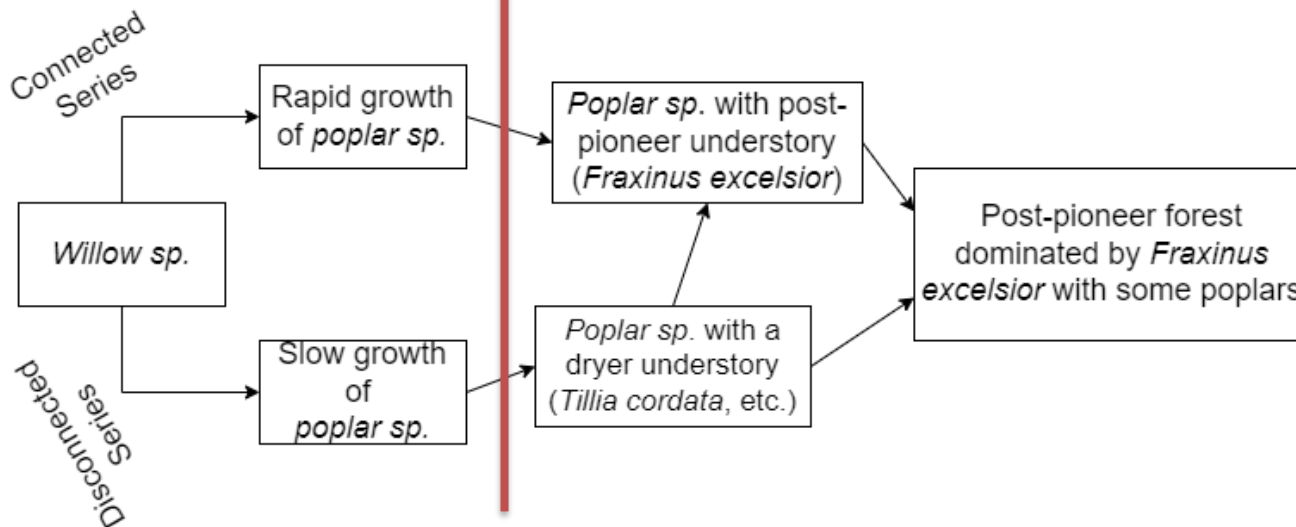 Connected
Series
Rapid growth
of poplar sp.
Poplar sp. with post-
pioneer understory
(Fraxinus excelsior)
Willow sp.
Post-pioneer forest
dominated by Fraxinus
excelsior with some poplars
Disconnected
Series
Slow growth
of
poplar sp.
Poplar sp. with a
dryer understory
(Tillia cordata, etc.)